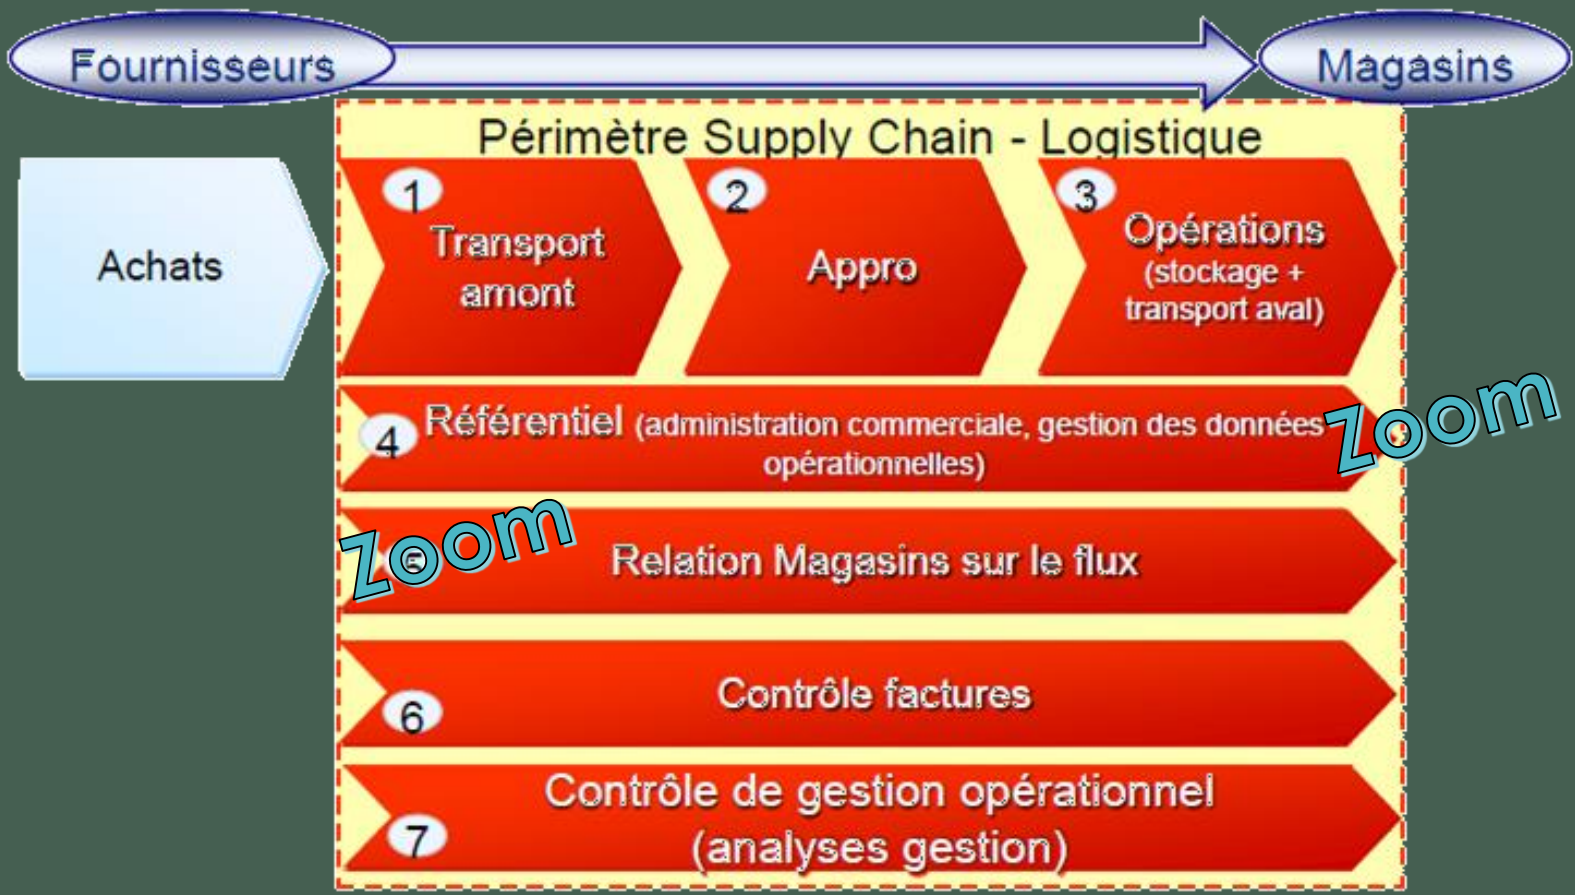 Fournisseurs
Magasins
Périmètre Supply Chain - Logistique
Achats
1
Transport
amont
2
Appro
3
Opérations
(stockage +
transport aval)
4
Référentiel (administration commerciale, gestion des données
opérationnelles)
Zoom
5
Zoom
Relation Magasins sur le flux
6
Contrôle factures
7
Contrôle de gestion opérationnel
(analyses gestion)